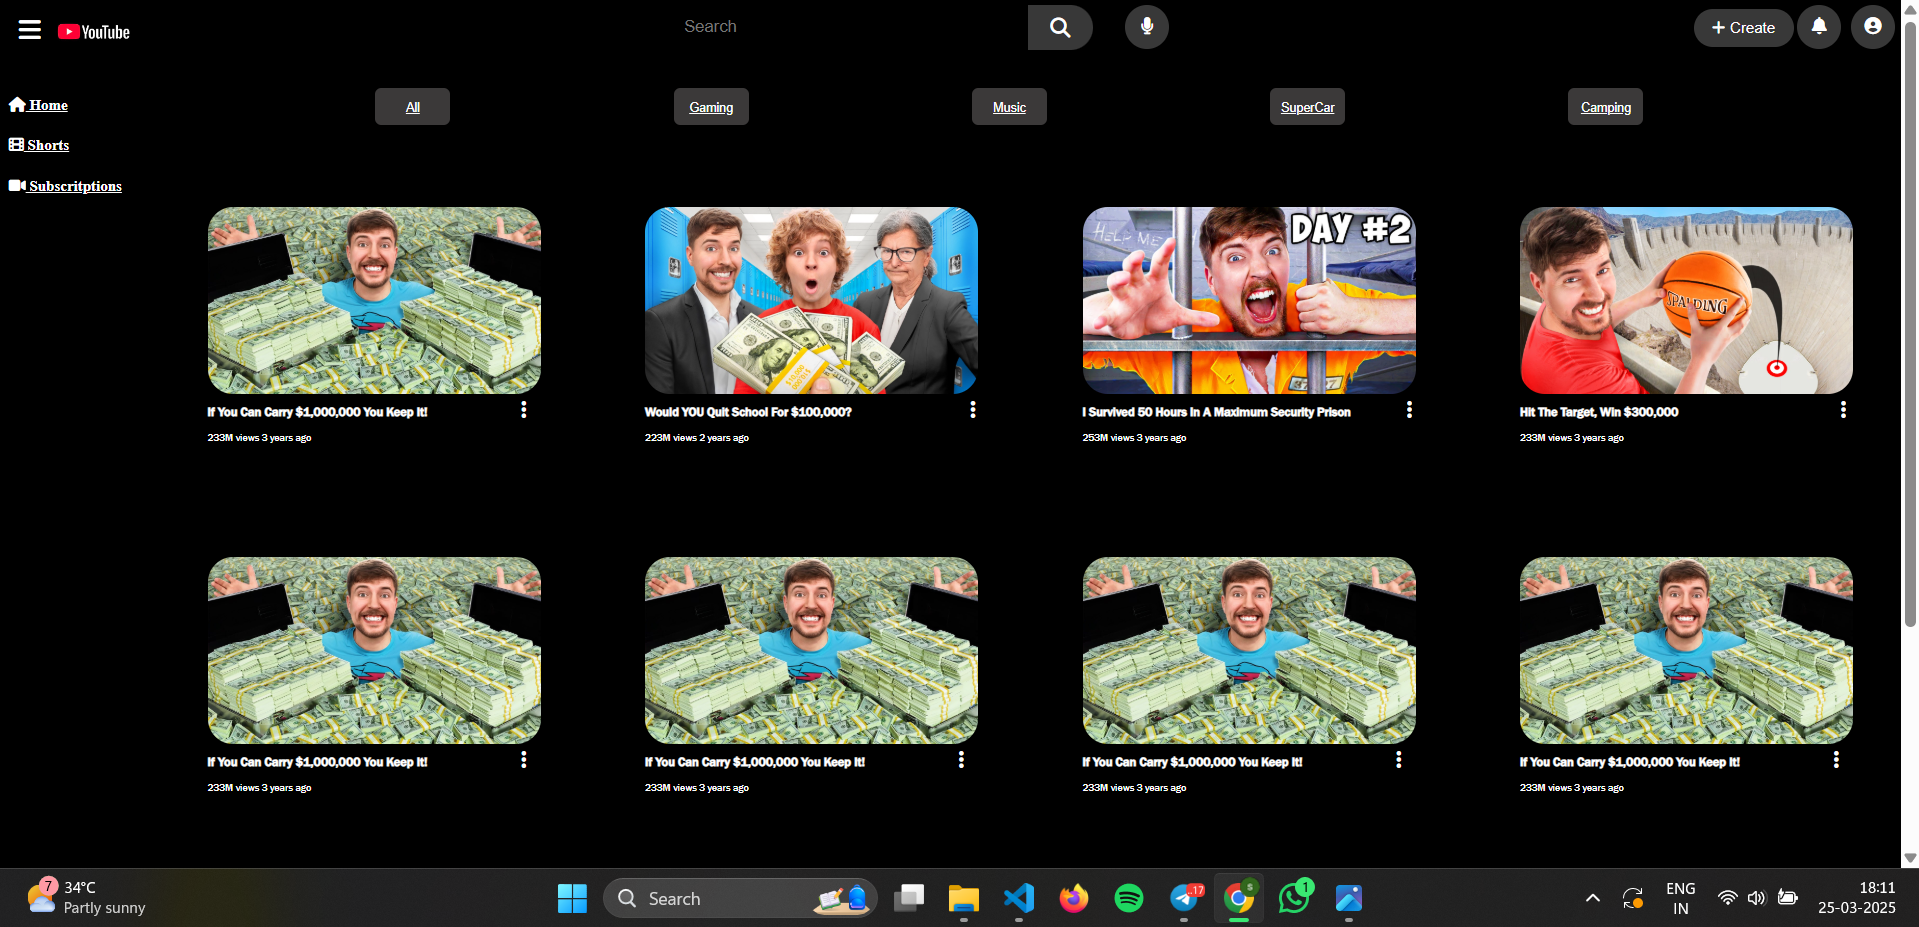 YouTube
Search
+ Create
Home
Shorts
Subscritptions
All
Gaming
Music
SuperCar
Camping
HELP ME
DAY #2
SPALDING
If You Can Carry $1,000,000 You Keep It!
233M views 3 years ago
Would YOU Quit School For $100,000?
223M views 2 years ago
I Survived 50 Hours In A Maximum Security Prison
253M views 3 years ago
Hit The Target, Win $300,000
233M views 3 years ago
If You Can Carry $1,000,000 You Keep It!
233M views 3 years ago
If You Can Carry $1,000,000 You Keep It!
233M views 3 years ago
If You Can Carry $1,000,000 You Keep It!
233M views 3 years ago
If You Can Carry $1,000,000 You Keep It!
233M views 3 years ago
7
34°C
Partly sunny
Search
17
1
ENG
IN
18:11
25-03-2025